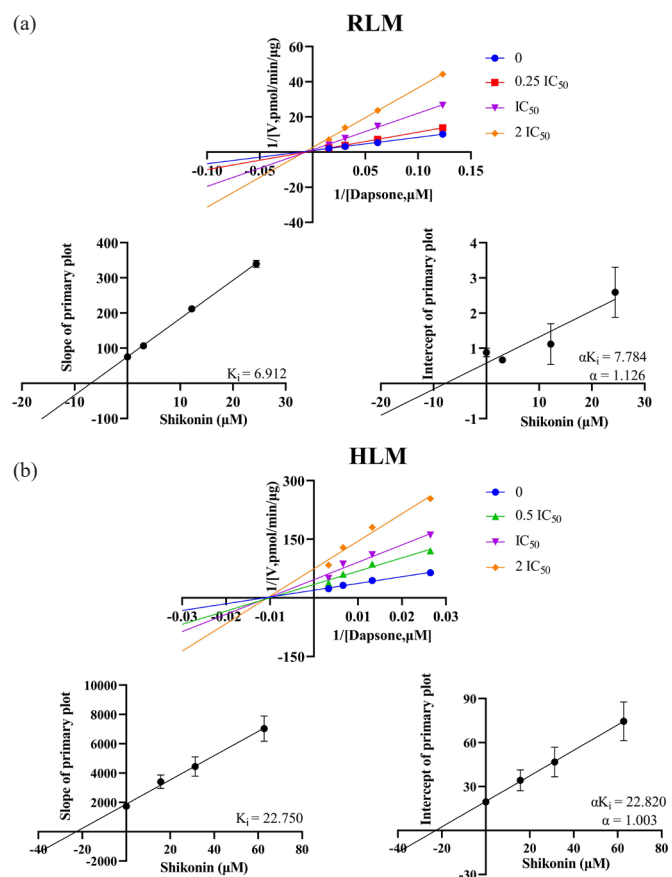 (a)
RLM
1/[V,pmol/min/μg]
60
40
20
-20
-40
-0.10
-0.05
0.05
0.10
0.15
1/[Dapsone,μM]
0
0.25 IC₅₀
IC₅₀
2 IC₅₀
Slope of primary plot
400
300
200
100
-100
-20
-10
10
20
30
Shikonin (μM)
Kᵢ = 6.912
Intercept of primary plot
4
3
2
1
-1
-20
-10
10
20
30
Shikonin (μM)
αKᵢ = 7.784
α = 1.126
(b)
HLM
1/[V,pmol/min/μg]
300
150
-150
-0.03
-0.02
-0.01
0.01
0.02
0.03
1/[Dapsone,μM]
0
0.5 IC₅₀
IC₅₀
2 IC₅₀
Slope of primary plot
10000
8000
6000
4000
2000
-2000
-40
-20
20
40
60
80
Shikonin (μM)
Kᵢ = 22.750
Intercept of primary plot
90
60
30
-30
-40
-20
20
40
60
80
Shikonin (μM)
αKᵢ = 22.820
α = 1.003